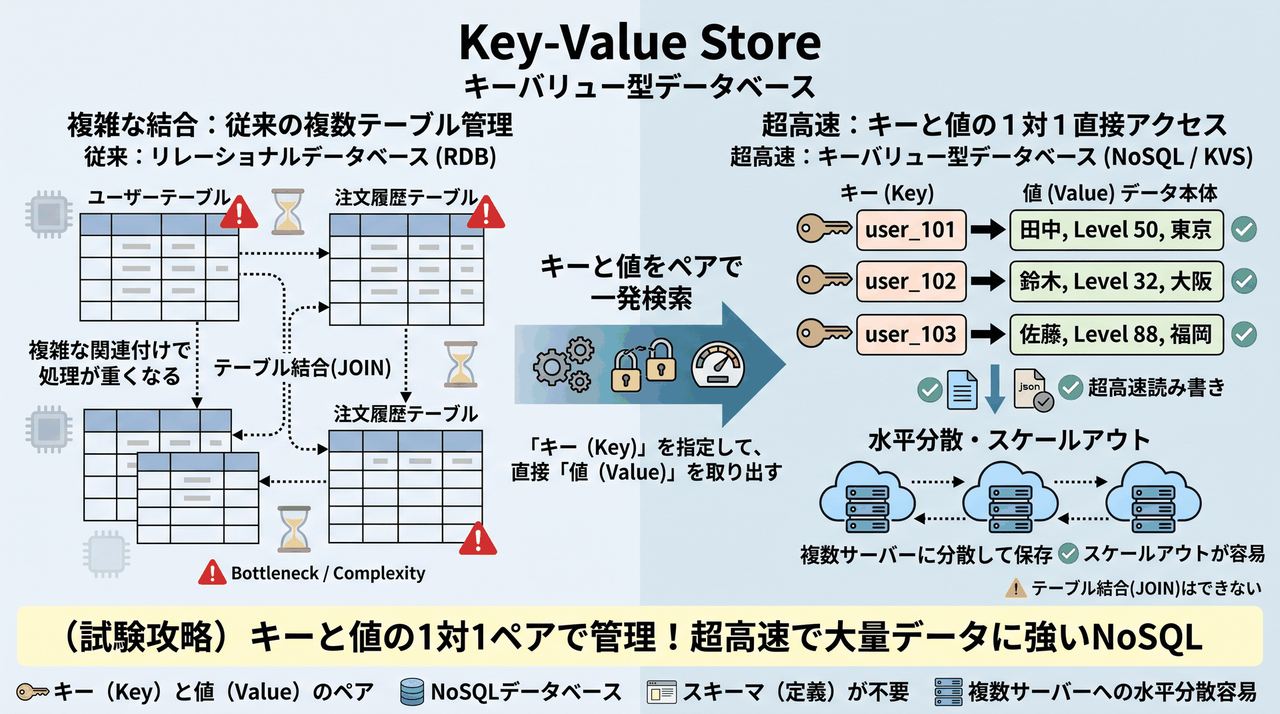 Key-Value Store
キーバリュー型データベース
複雑な結合：従来の複数テーブル管理
従来：リレーショナルデータベース (RDB)
ユーザーテーブル
注文履歴テーブル
複雑な関連付けで
処理が重くなる
テーブル結合(JOIN)
注文履歴テーブル
Bottleneck / Complexity
キーと値をペアで
一発検索
「キー（Key)」を指定して、
直接「値（Value)」を取り出す
超高速：キーと値の１対１直接アクセス
超高速：キーバリュー型データベース (NoSQL / KVS)
キー (Key)
値 (Value) データ本体
user_101
田中, Level 50, 東京
user_102
鈴木, Level 32, 大阪
user_103
佐藤, Level 88, 福岡
json
超高速読み書き
水平分散・スケールアウト
複数サーバーに分散して保存
スケールアウトが容易
テーブル結合(JOIN)はできない
（試験攻略）キーと値の1対1ペアで管理！超高速で大量データに強いNoSQL
キー（Key）と値（Value）のペア
NoSQLデータベース
スキーマ（定義）が不要
複数サーバーへの水平分散容易